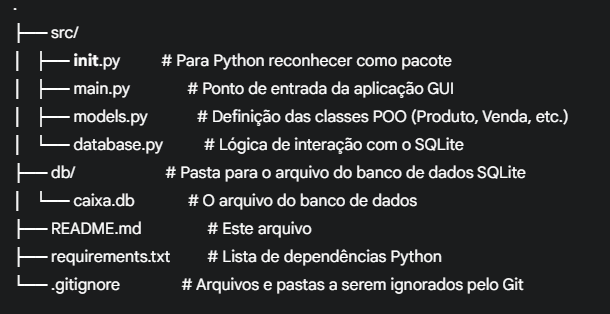 .
├── src/
│   ├── init.py          # Para Python reconhecer como pacote
│   ├── main.py          # Ponto de entrada da aplicação GUI
│   ├── models.py        # Definição das classes POO (Produto, Venda, etc.)
│   └── database.py      # Lógica de interação com o SQLite
├── db/                  # Pasta para o arquivo do banco de dados SQLite
│   └── caixa.db         # O arquivo do banco de dados
├── README.md            # Este arquivo
├── requirements.txt     # Lista de dependências Python
└── .gitignore           # Arquivos e pastas a serem ignorados pelo Git